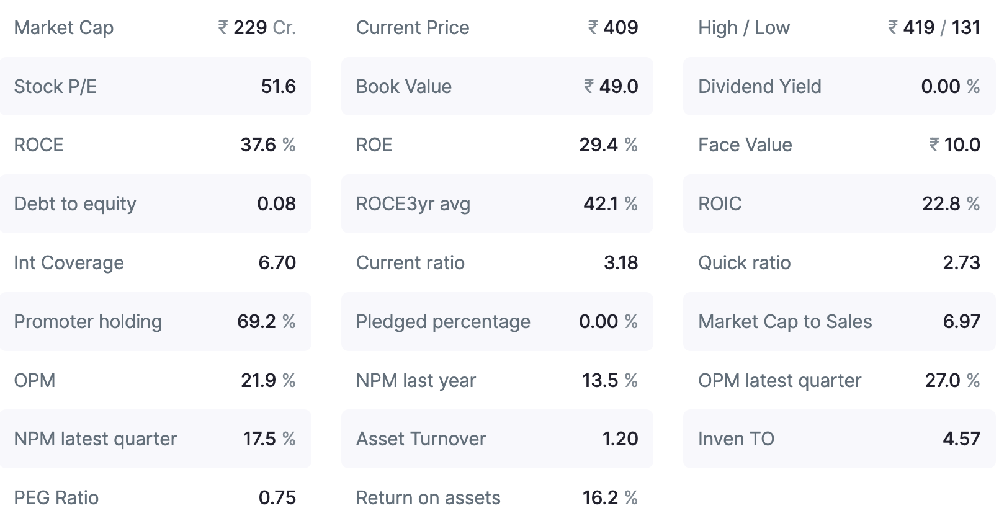 Market Cap ₹ 229 Cr. Current Price ₹ 409 High / Low ₹ 419 / 131
Stock P/E 51.6 Book Value ₹ 49.0 Dividend Yield 0.00 %
ROCE 37.6 % ROE 29.4 % Face Value ₹ 10.0
Debt to equity 0.08 ROCE3yr avg 42.1 % ROIC 22.8 %
Int Coverage 6.70 Current ratio 3.18 Quick ratio 2.73
Promoter holding 69.2 % Pledged percentage 0.00 % Market Cap to Sales 6.97
OPM 21.9 % NPM last year 13.5 % OPM latest quarter 27.0 %
NPM latest quarter 17.5 % Asset Turnover 1.20 Inven TO 4.57
PEG Ratio 0.75 Return on assets 16.2 %